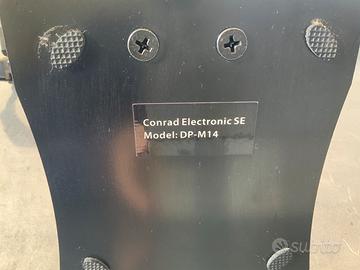 Conrad Electronic SE
Model: DP-M14
subito